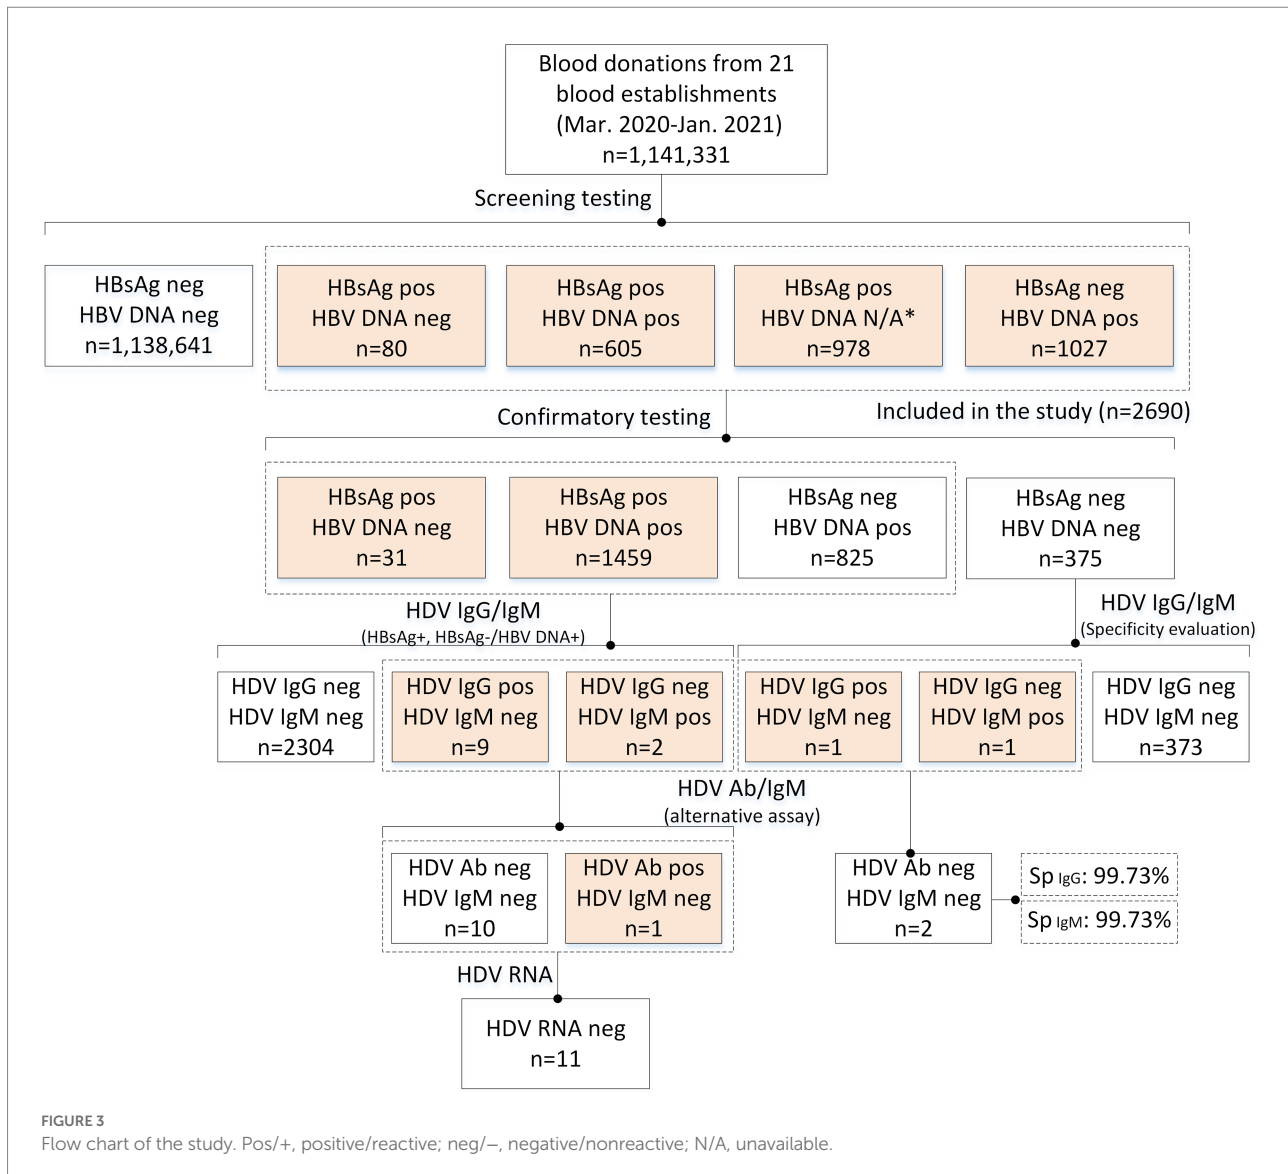 Blood donations from 21
blood establishments
(Mar. 2020-Jan. 2021)
n=1,141,331
Screening testing
HBsAg neg
HBV DNA neg
n=1,138,641
HBsAg pos
HBV DNA neg
n=80
HBsAg pos
HBV DNA pos
n=605
HBsAg pos
HBV DNA N/A*
n=978
HBsAg neg
HBV DNA pos
n=1027
Included in the study (n=2690)
Confirmatory testing
HBsAg pos
HBV DNA neg
n=31
HBsAg pos
HBV DNA pos
n=1459
HBsAg neg
HBV DNA pos
n=825
HBsAg neg
HBV DNA neg
n=375
HDV IgG/IgM
(HBsAg+, HBsAg-/HBV DNA+)
HDV IgG/IgM
(Specificity evaluation)
HDV IgG neg
HDV IgM neg
n=2304
HDV IgG pos
HDV IgM neg
n=9
HDV IgG neg
HDV IgM pos
n=2
HDV IgG pos
HDV IgM neg
n=1
HDV IgG neg
HDV IgM pos
n=1
HDV IgG neg
HDV IgM neg
n=373
HDV Ab/IgM
(alternative assay)
HDV Ab neg
HDV IgM neg
n=10
HDV Ab pos
HDV IgM neg
n=1
HDV Ab neg
HDV IgM neg
n=2
Sp IgG: 99.73%
Sp IgM: 99.73%
HDV RNA
HDV RNA neg
n=11
FIGURE 3
Flow chart of the study. Pos/+, positive/reactive; neg/−, negative/nonreactive; N/A, unavailable.